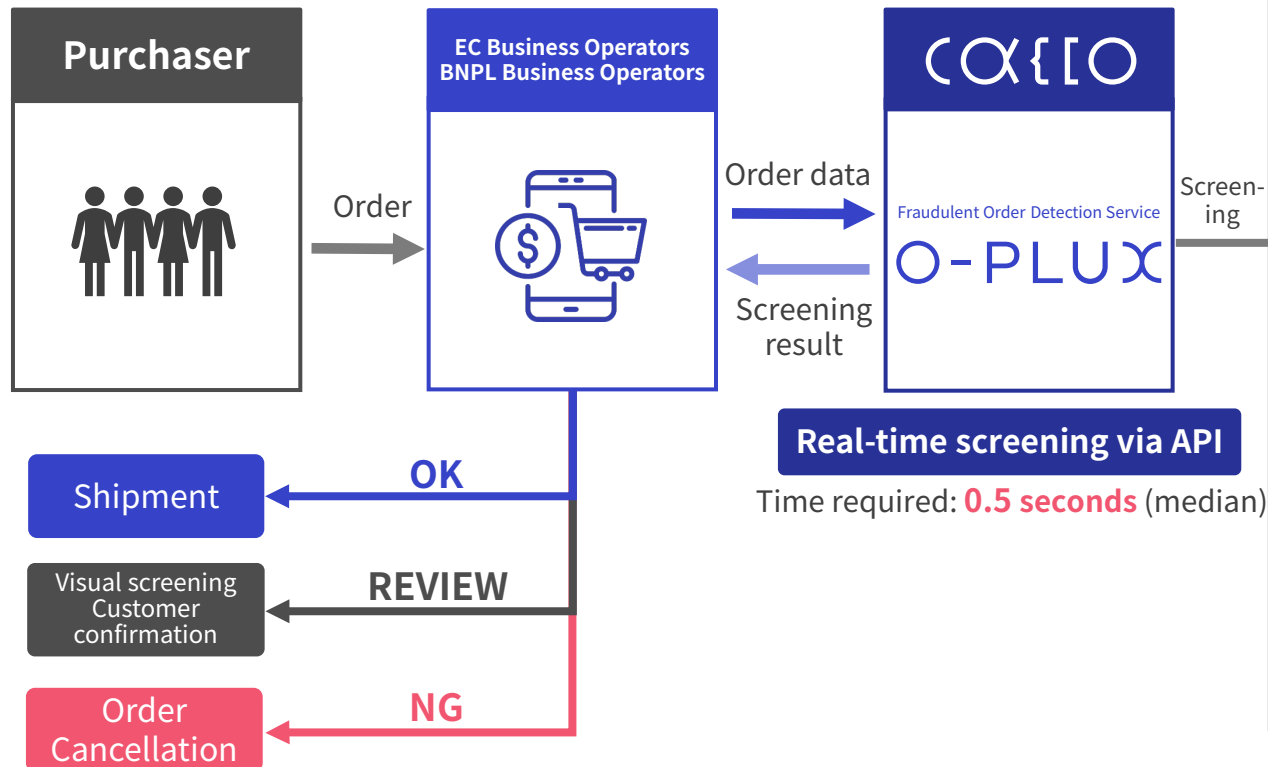 Purchaser
EC Business Operators
BNPL Business Operators
Order
$
Order data
Screening
result
Fraudulent Order Detection Service
O-PLUX
Screen-
ing
Real-time screening via API
Time required: 0.5 seconds (median)
OK
Shipment
REVIEW
Visual screening
Customer
confirmation
NG
Order
Cancellation